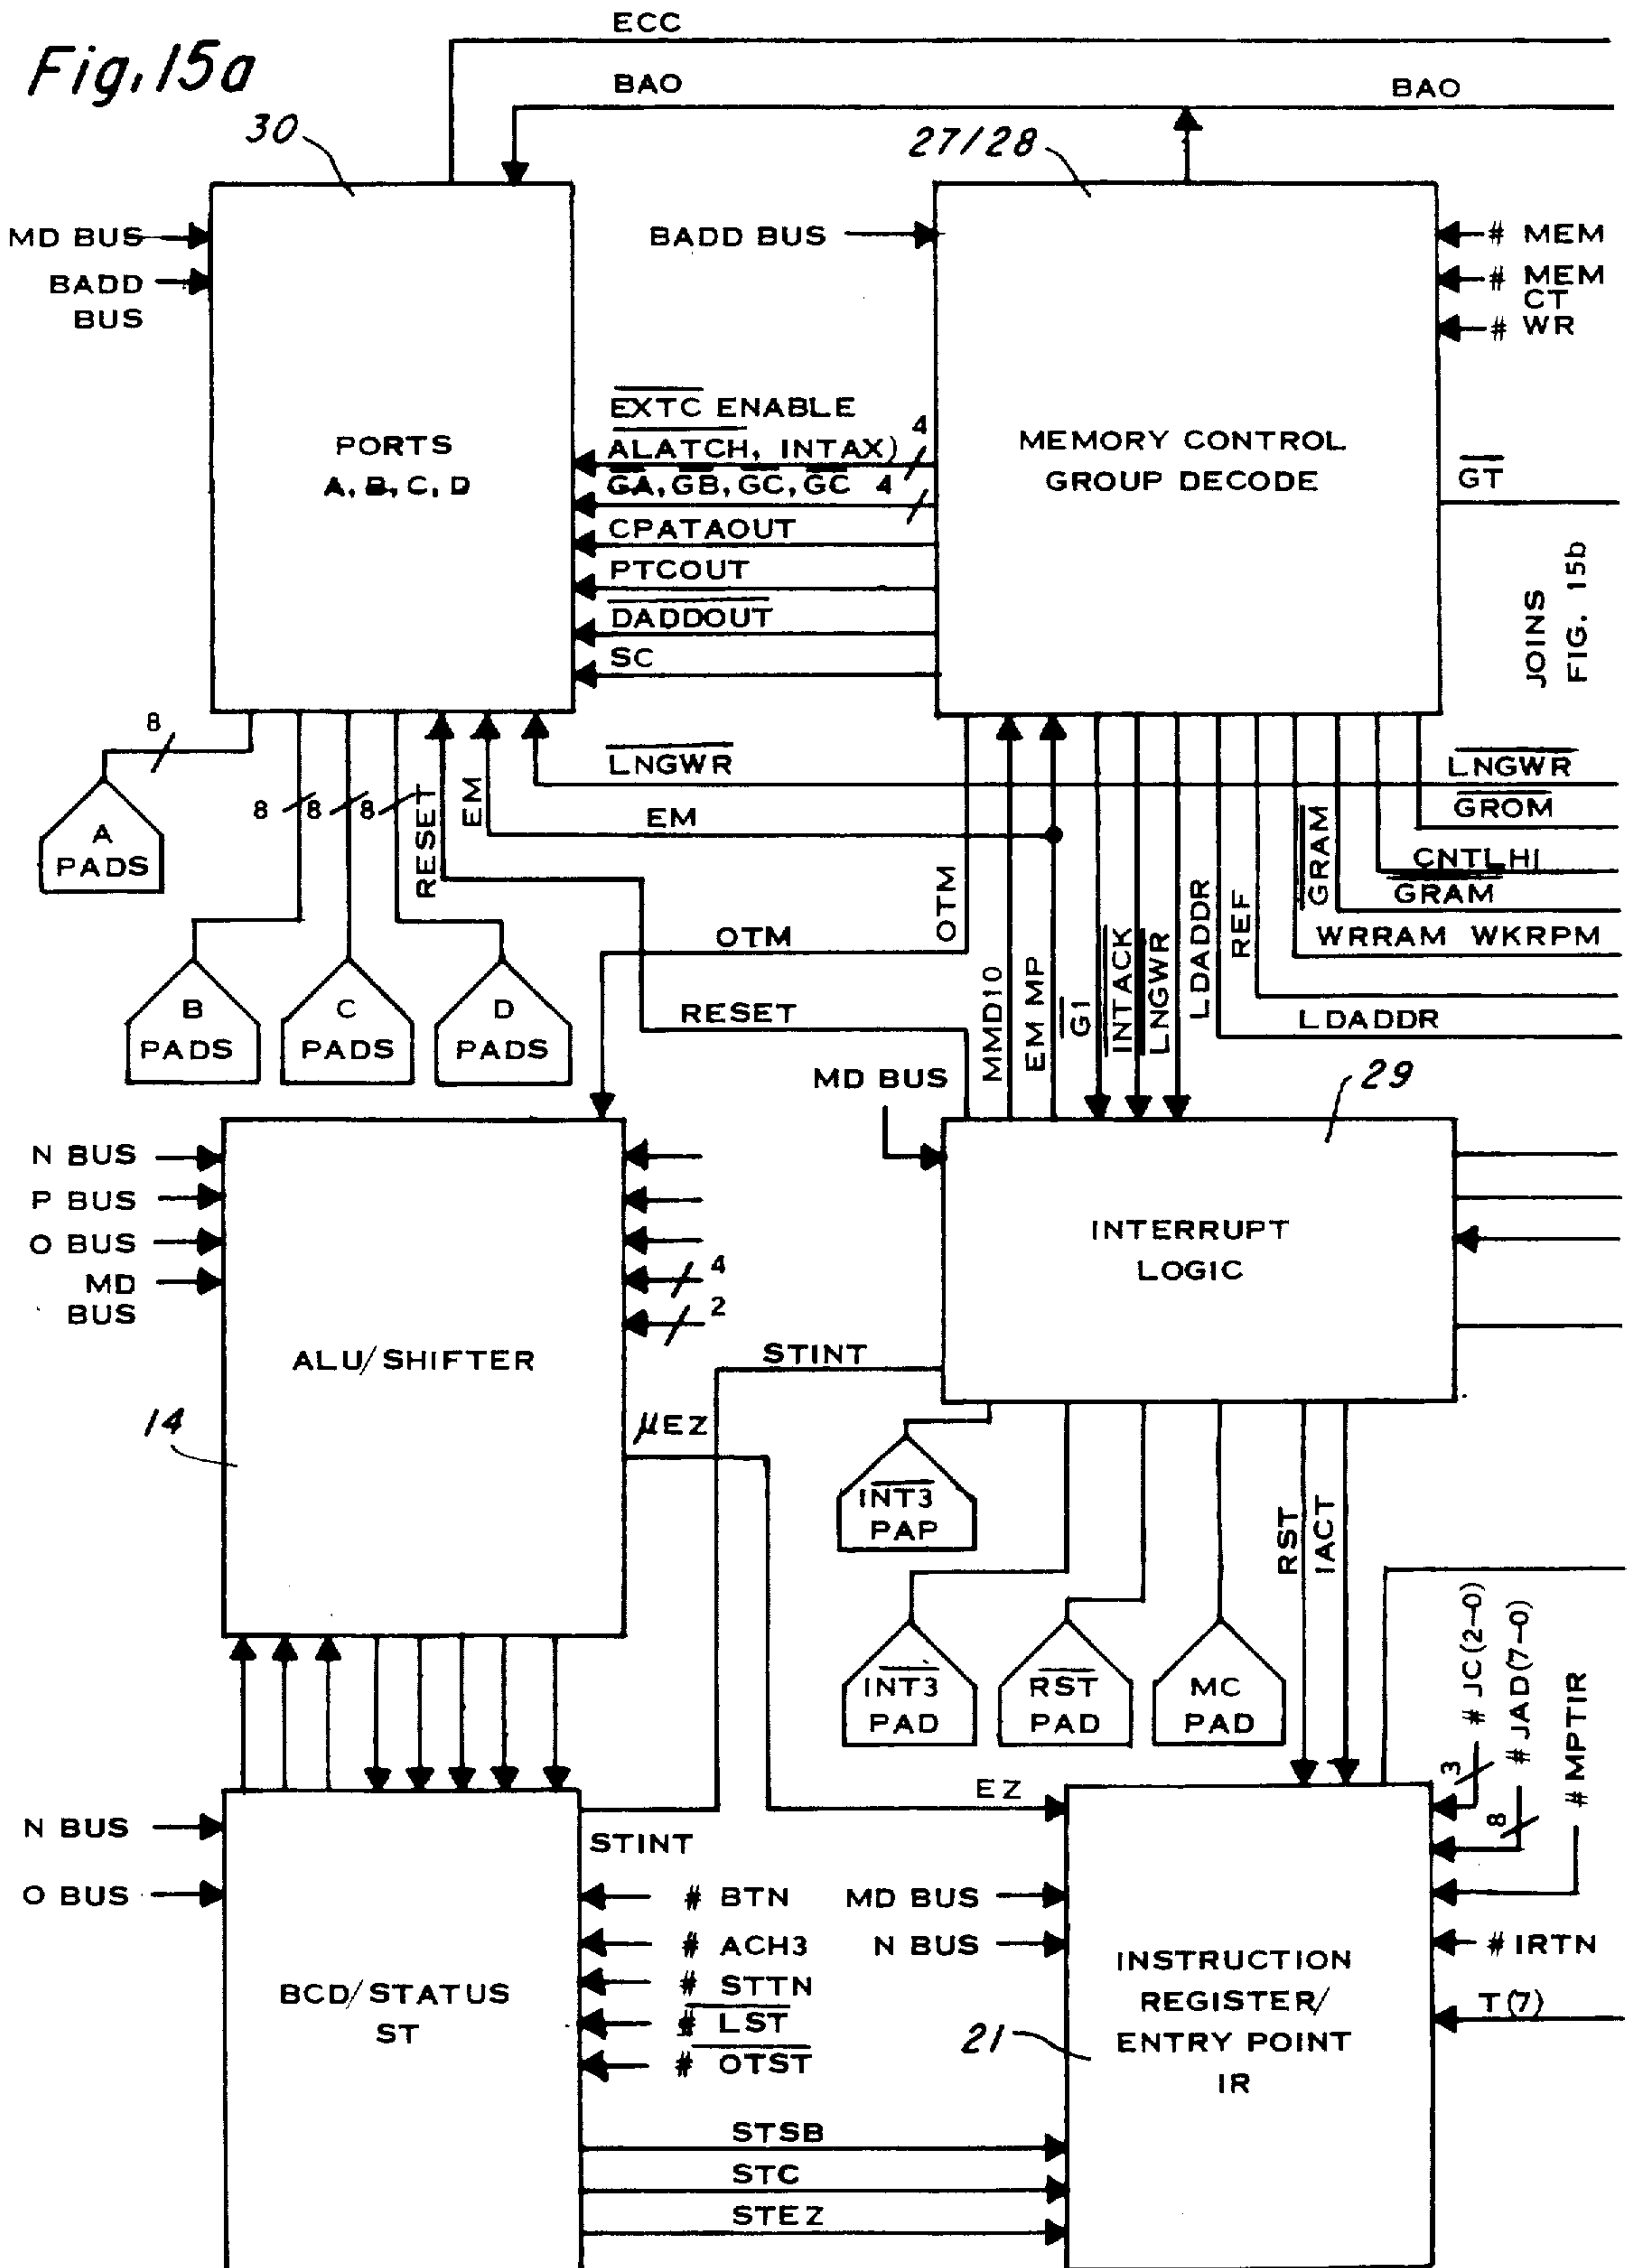 Fig. 15a
ECC
BAO
BAO
30
27/28
MD BUS
BADD
BUS
BADD BUS
# MEM
# MEM
CT
# WR
PORTS
A, B, C, D
EXTC ENABLE
ALATCH, INTAX) 4
GA, GB, GC, GC 4
CPATAOUT
PTCOUT
DADDOUT
SC
MEMORY CONTROL
GROUP DECODE
GT
JOINS
FIG. 15b
8
A
PADS
8
8
8
RESET
EM
LNGWR
EM
LNGWR
GROM
CNTLHI
GRAM
WRRAM WKRPM
LDADDR
OTM
OTM
RESET
MMD10
EM MP
G1
INTACK
LNGWR
LDADDR
REF
GRAM
B
PADS
C
PADS
D
PADS
MD BUS
29
N BUS
P BUS
O BUS
MD
BUS
4
2
ALU/SHIFTER
14
INTERRUPT
LOGIC
STINT
μEZ
INT3
PAP
INT3
PAD
RST
PAD
MC
PAD
RST
IACT
# JC(2-0)
# JAD(7-0)
# MPTIR
3
8
EZ
N BUS
O BUS
STINT
# BTN
# ACH3
# STTN
# LST
# OTST
BCD/STATUS
ST
MD BUS
N BUS
# IRTN
T(7)
INSTRUCTION
REGISTER/
ENTRY POINT
IR
21
STSB
STC
STEZ